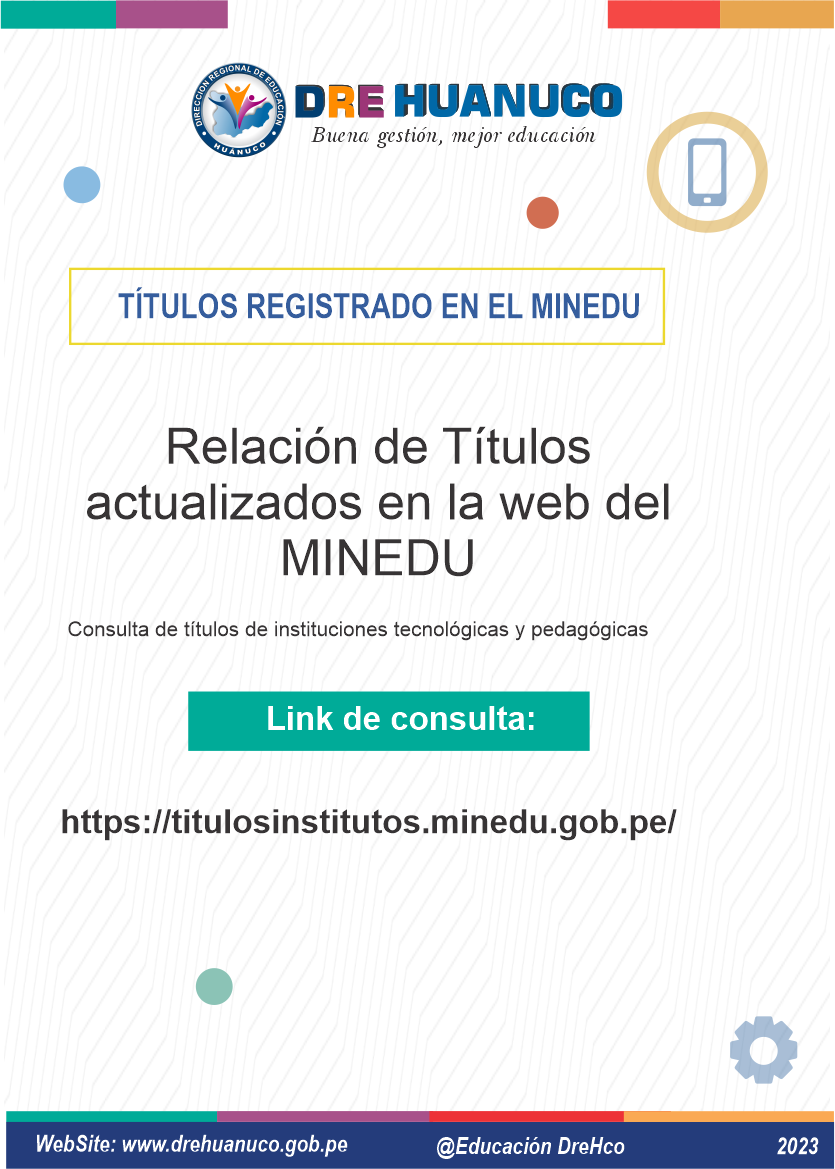 DIRECCIÓN REGIONAL DE EDUCACIÓN
HUÁNUCO
DRE HUANUCO
Buena gestión, mejor educación
TÍTULOS REGISTRADO EN EL MINEDU
Relación de Títulos
actualizados en la web del
MINEDU
Consulta de títulos de instituciones tecnológicas y pedagógicas
Link de consulta:
https://titulosinstitutos.minedu.gob.pe/
WebSite: www.drehuanuco.gob.pe
@Educación DreHco
2023